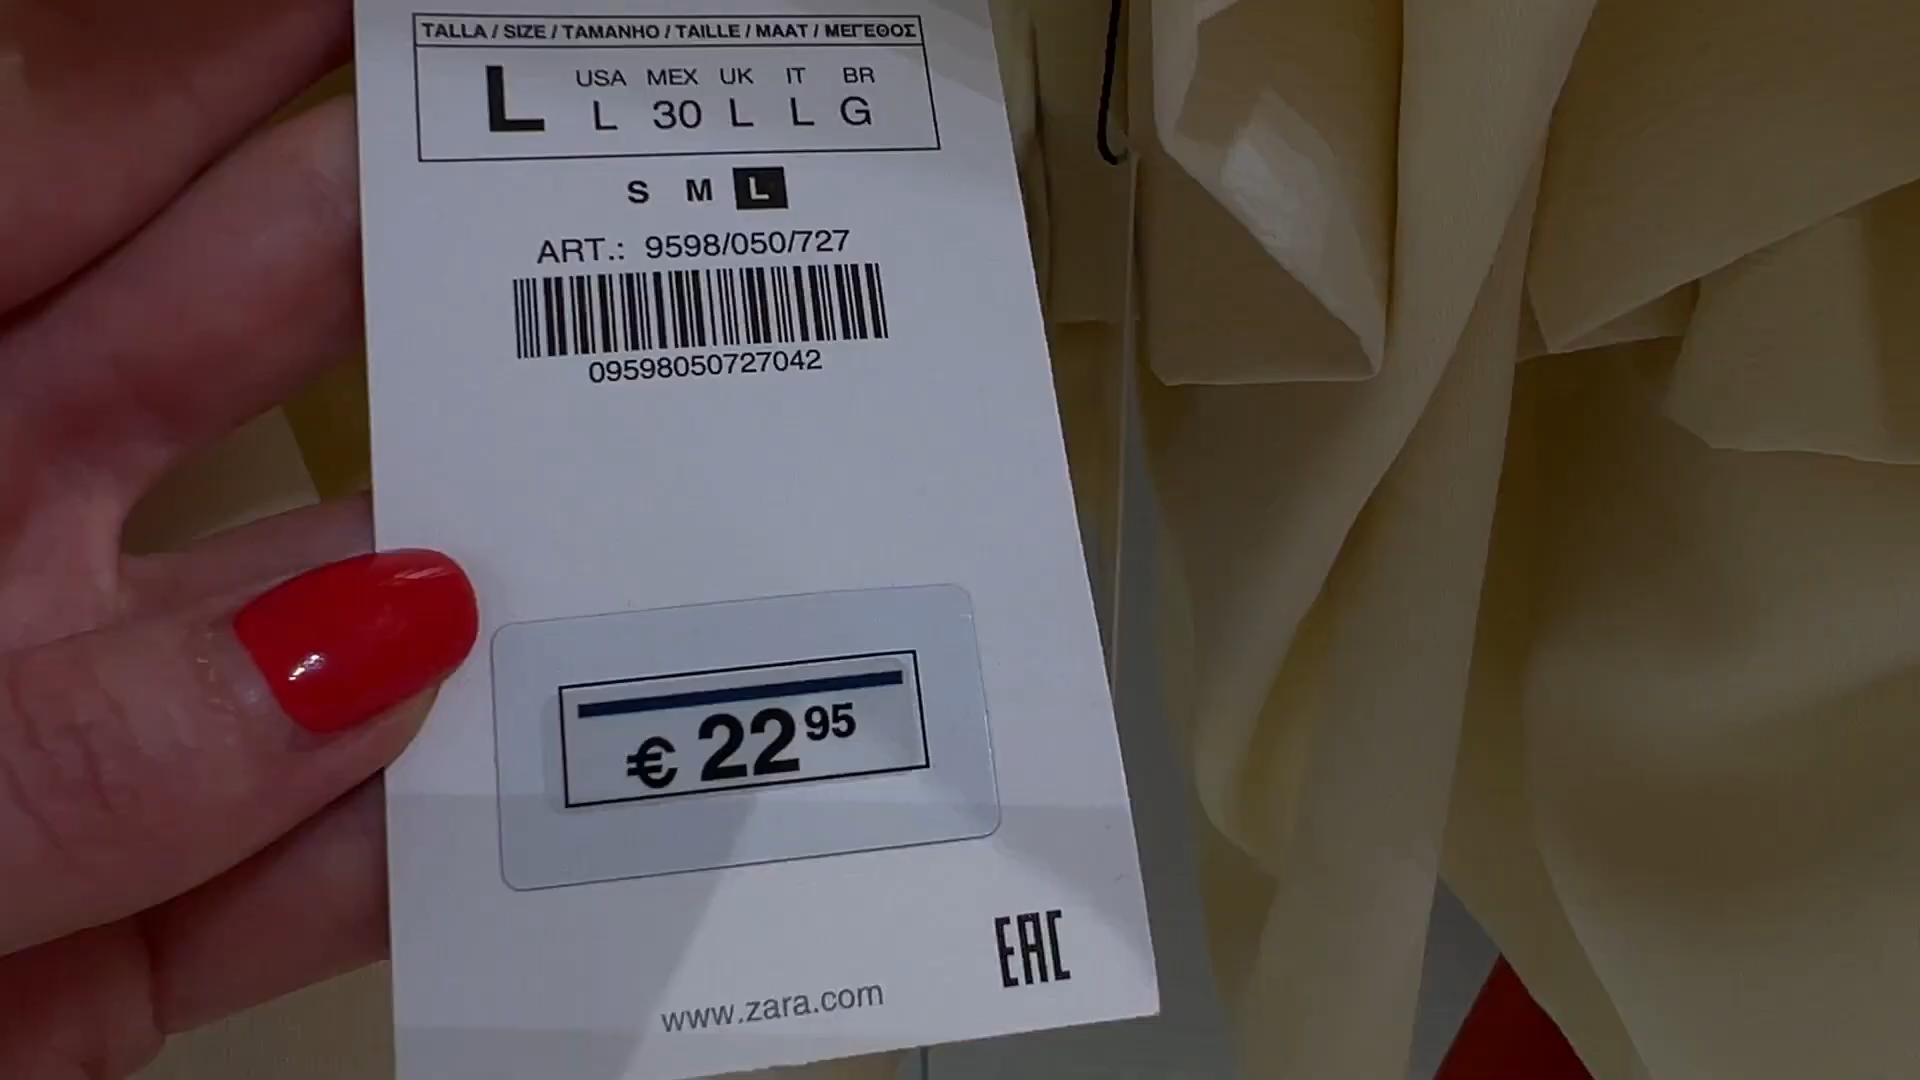 TALLA / SIZE / TAMANHO / TAILLE / MAAT / ΜΕΓΕΘΟΣ
USA MEX UK IT BR
L L 30 L L G
S M L
ART.: 9598/050/727
09598050727042
€ 22 95
EAC
www.zara.com